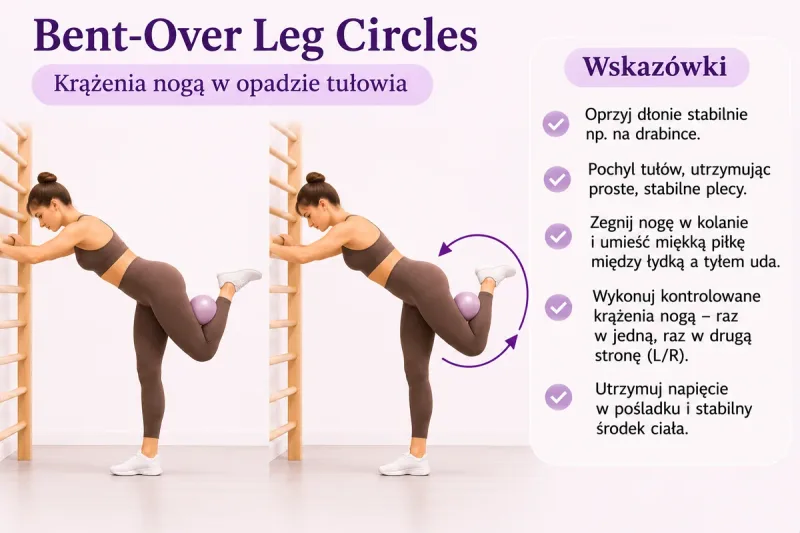 Bent-Over Leg Circles
Krążenia nogą w opadzie tułowia
Wskazówki
Oprzyj dłonie stabilnie
np. na drabince.
Pochyl tułów, utrzymując
proste, stabilne plecy.
Zegnij nogę w kolanie
i umieść miękką piłkę
między łydką a tyłem uda.
Wykonuj kontrolowane
krążenia nogą – raz
w jedną, raz w drugą
stronę (L/R).
Utrzymuj napięcie
w pośladku i stabilny
środek ciała.